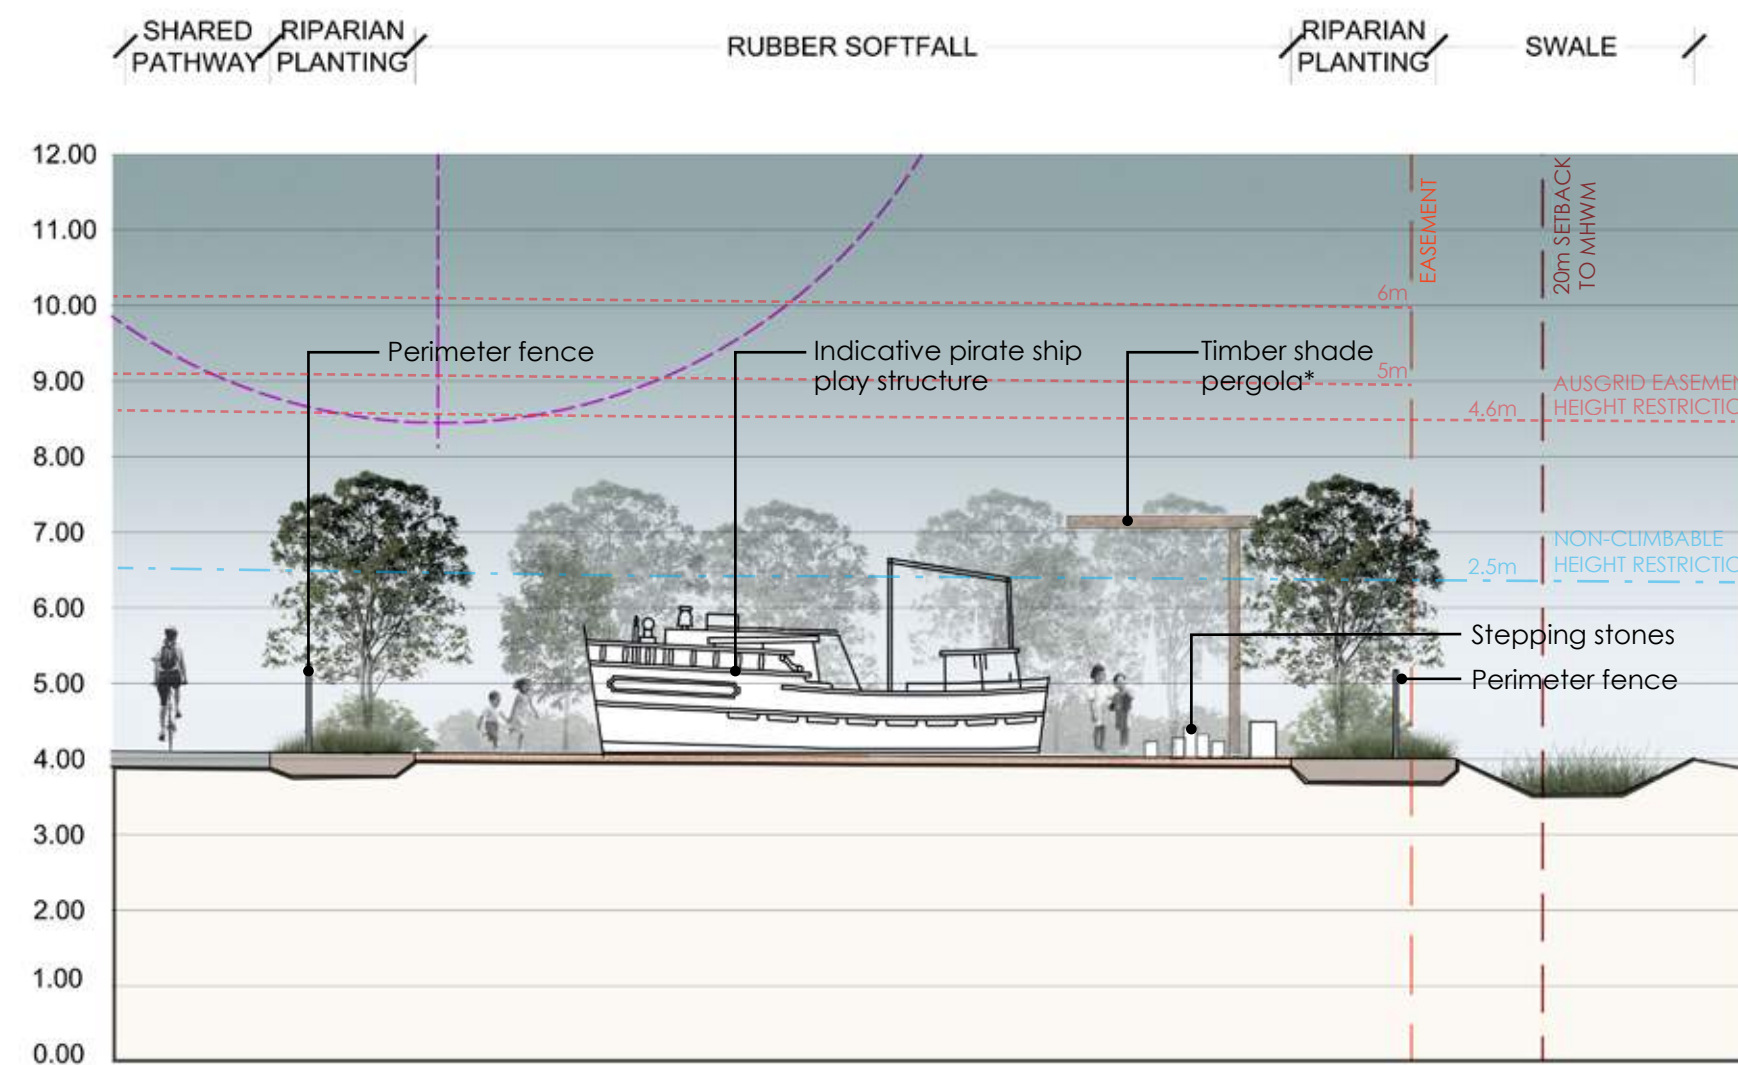 SHARED
PATHWAY
RIPARIAN
PLANTING
RUBBER SOFTFALL
RIPARIAN
PLANTING
SWALE
12.00
11.00
10.00
9.00
8.00
7.00
6.00
5.00
4.00
3.00
2.00
1.00
0.00
EASEMENT
20m SETBACK
TO MHWM
6m
Perimeter fence
Indicative pirate ship
play structure
Timber shade
pergola*
5m
4.6m
AUSGRID EASEMEN
HEIGHT RESTRICTIO
2.5m
NON-CLIMBABLE
HEIGHT RESTRICTIO
Stepping stones
Perimeter fence